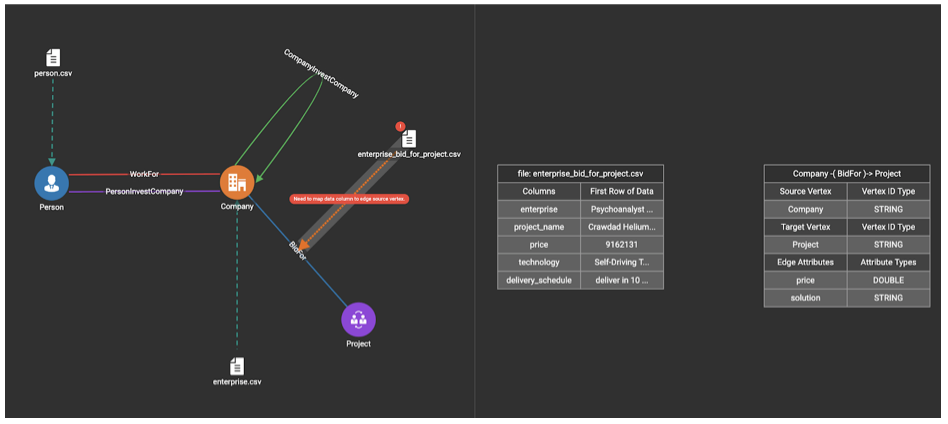 person.csv
CompanyInvestCompany
!
enterprise_bid_for_project.csv
WorkFor
PersonInvestCompany
Person
Company
Need to map data column to edge source vertex.
BidFor
Project
enterprise.csv
file: enterprise_bid_for_project.csv
Columns First Row of Data
enterprise Psychoanalyst ...
project_name Crawdad Helium...
price 9162131
technology Self-Driving T...
delivery_schedule deliver in 10 ...
Company -( BidFor )-> Project
Source Vertex Vertex ID Type
Company STRING
Target Vertex Vertex ID Type
Project STRING
Edge Attributes Attribute Types
price DOUBLE
solution STRING